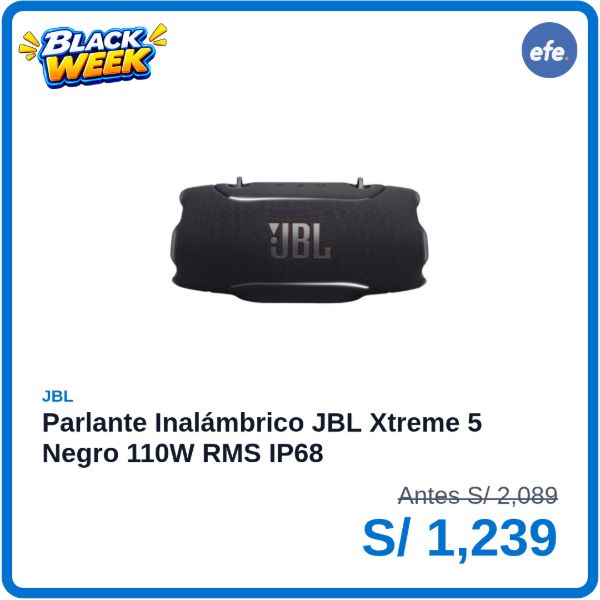 BLACK
WEEK
efe.
JBL
JBL
Parlante Inalámbrico JBL Xtreme 5
Negro 110W RMS IP68
Antes S/ 2,089
S/ 1,239